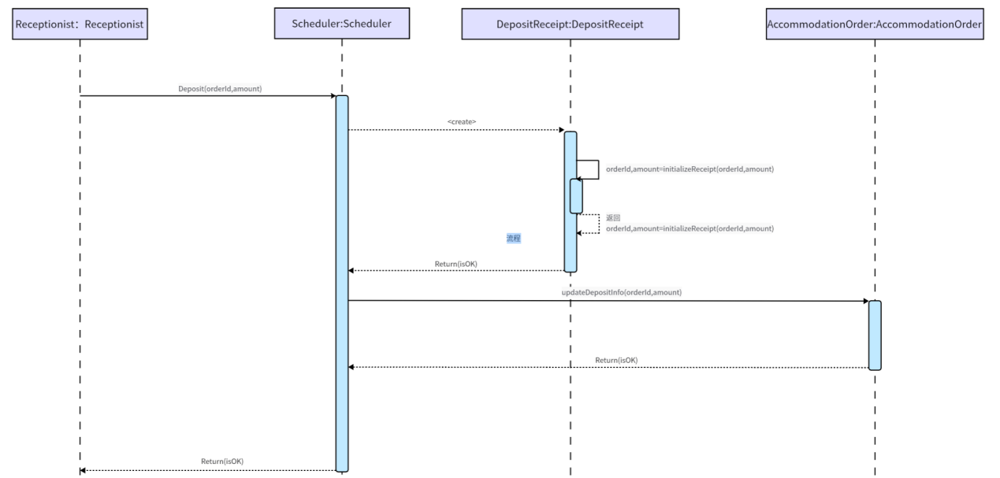 Receptionist：Receptionist
Scheduler:Scheduler
DepositReceipt:DepositReceipt
AccommodationOrder:AccommodationOrder
Deposit(orderId,amount)
<create>
orderId,amount=initializeReceipt(orderId,amount)
返回
orderId,amount=initializeReceipt(orderId,amount)
流程
Return(isOK)
updateDepositInfo(orderId,amount)
Return(isOK)
Return(isOK)